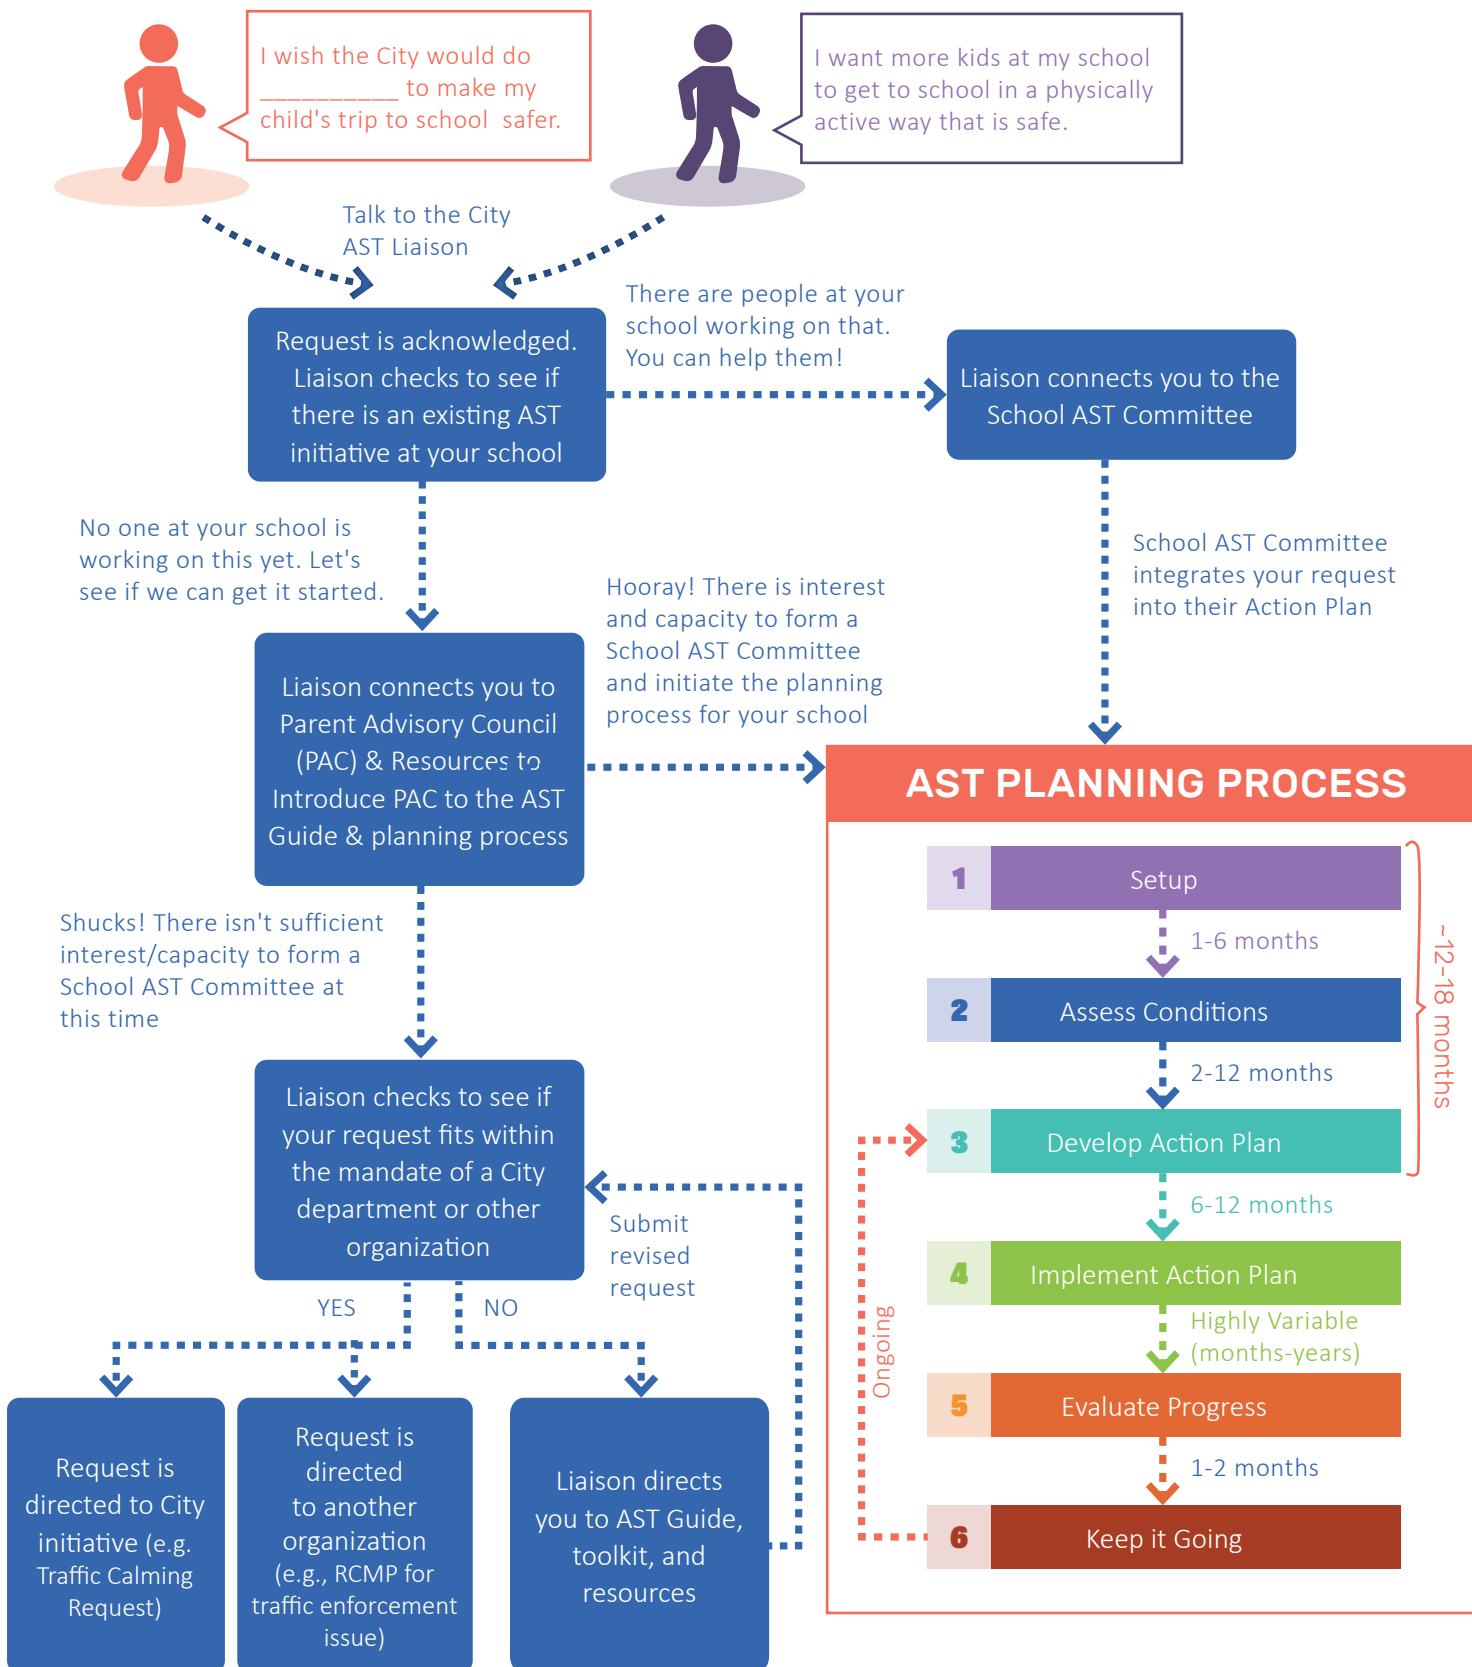 I wish the City would do
__________ to make my
child's trip to school safer.
I want more kids at my school
to get to school in a physically
active way that is safe.
Talk to the City
AST Liaison
Request is acknowledged.
Liaison checks to see if
there is an existing AST
initiative at your school
There are people at your
school working on that.
You can help them!
Liaison connects you to the
School AST Committee
No one at your school is
working on this yet. Let's
see if we can get it started.
School AST Committee
integrates your request
into their Action Plan
Liaison connects you to
Parent Advisory Council
(PAC) & Resources to
Introduce PAC to the AST
Guide & planning process
Hooray! There is interest
and capacity to form a
School AST Committee
and initiate the planning
process for your school
Shucks! There isn't sufficient
interest/capacity to form a
School AST Committee at
this time
Liaison checks to see if
your request fits within
the mandate of a City
department or other
organization
Submit
revised
request
YES
NO
Request is
directed to City
initiative (e.g.
Traffic Calming
Request)
Request is
directed
to another
organization
(e.g., RCMP for
traffic enforcement
issue)
Liaison directs
you to AST Guide,
toolkit, and
resources
AST PLANNING PROCESS
1 Setup
1-6 months
2 Assess Conditions
2-12 months
3 Develop Action Plan
6-12 months
4 Implement Action Plan
Highly Variable
(months-years)
5 Evaluate Progress
1-2 months
6 Keep it Going
~12-18 months
Ongoing